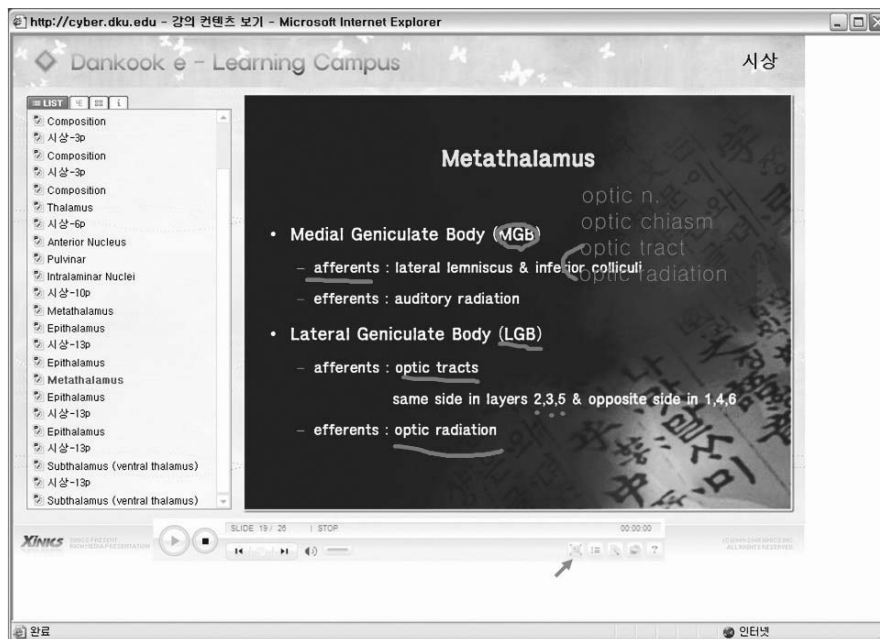 http://cyber.dku.edu - 강의 컨텐츠 보기 - Microsoft Internet Explorer
Dankook e - Learning Campus
시상
LIST
Composition
시상-3p
Composition
시상-3p
Composition
Thalamus
시상-6p
Anterior Nucleus
Pulvinar
Intralaminar Nuclei
시상-10p
Metathalamus
Epithalamus
시상-13p
Epithalamus
Metathalamus
Epithalamus
시상-13p
Epithalamus
시상-13p
Subthalamus (ventral thalamus)
시상-13p
Subthalamus (ventral thalamus)
Metathalamus
optic n.
optic chiasm
optic tract
optic radiation
• Medial Geniculate Body (MGB)
– afferents : lateral lemniscus & inferior colliculi
– efferents : auditory radiation
• Lateral Geniculate Body (LGB)
– afferents : optic tracts
same side in layers 2,3,5 & opposite side in 1,4,6
– efferents : optic radiation
SLIDE 19 / 26 | STOP
00:00:00
XINICS
ALL RIGHTS RESERVED
완료
인터넷